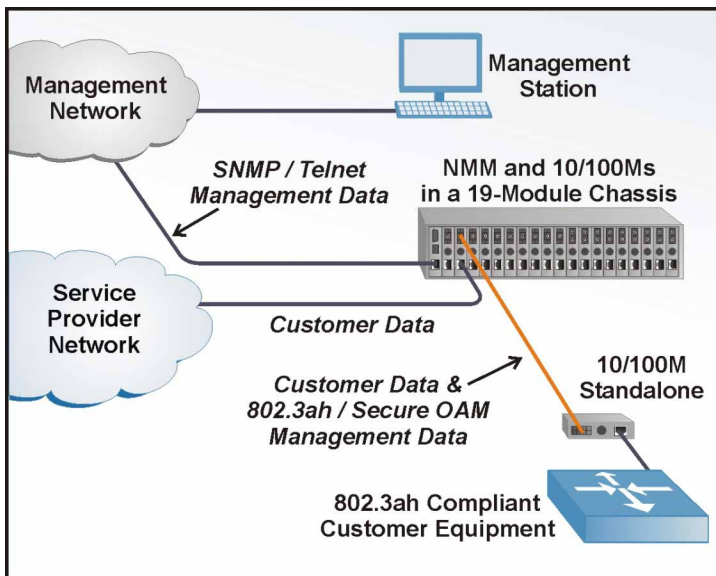 Management
Network
Management
Station
SNMP / Telnet
Management Data
NMM and 10/100Ms
in a 19-Module Chassis
Service
Provider
Network
Customer Data
Customer Data &
802.3ah / Secure OAM
Management Data
10/100M
Standalone
802.3ah Compliant
Customer Equipment